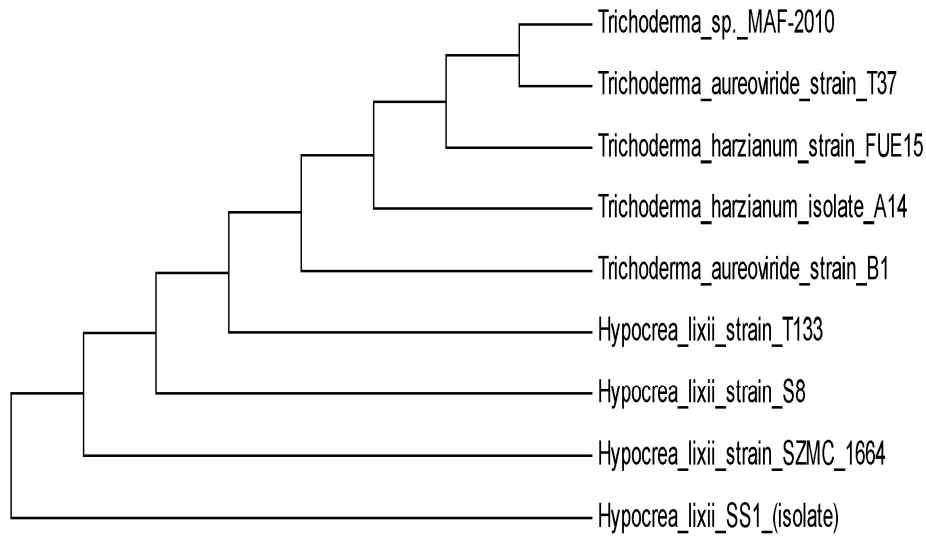 Trichoderma_sp._MAF-2010
Trichoderma_aureoviride_strain_T37
Trichoderma_harzianum_strain_FUE15
Trichoderma_harzianum_isolate_A14
Trichoderma_aureoviride_strain_B1
Hypocrea_lixii_strain_T133
Hypocrea_lixii_strain_S8
Hypocrea_lixii_strain_SZMC_1664
Hypocrea_lixii_SS1_(isolate)